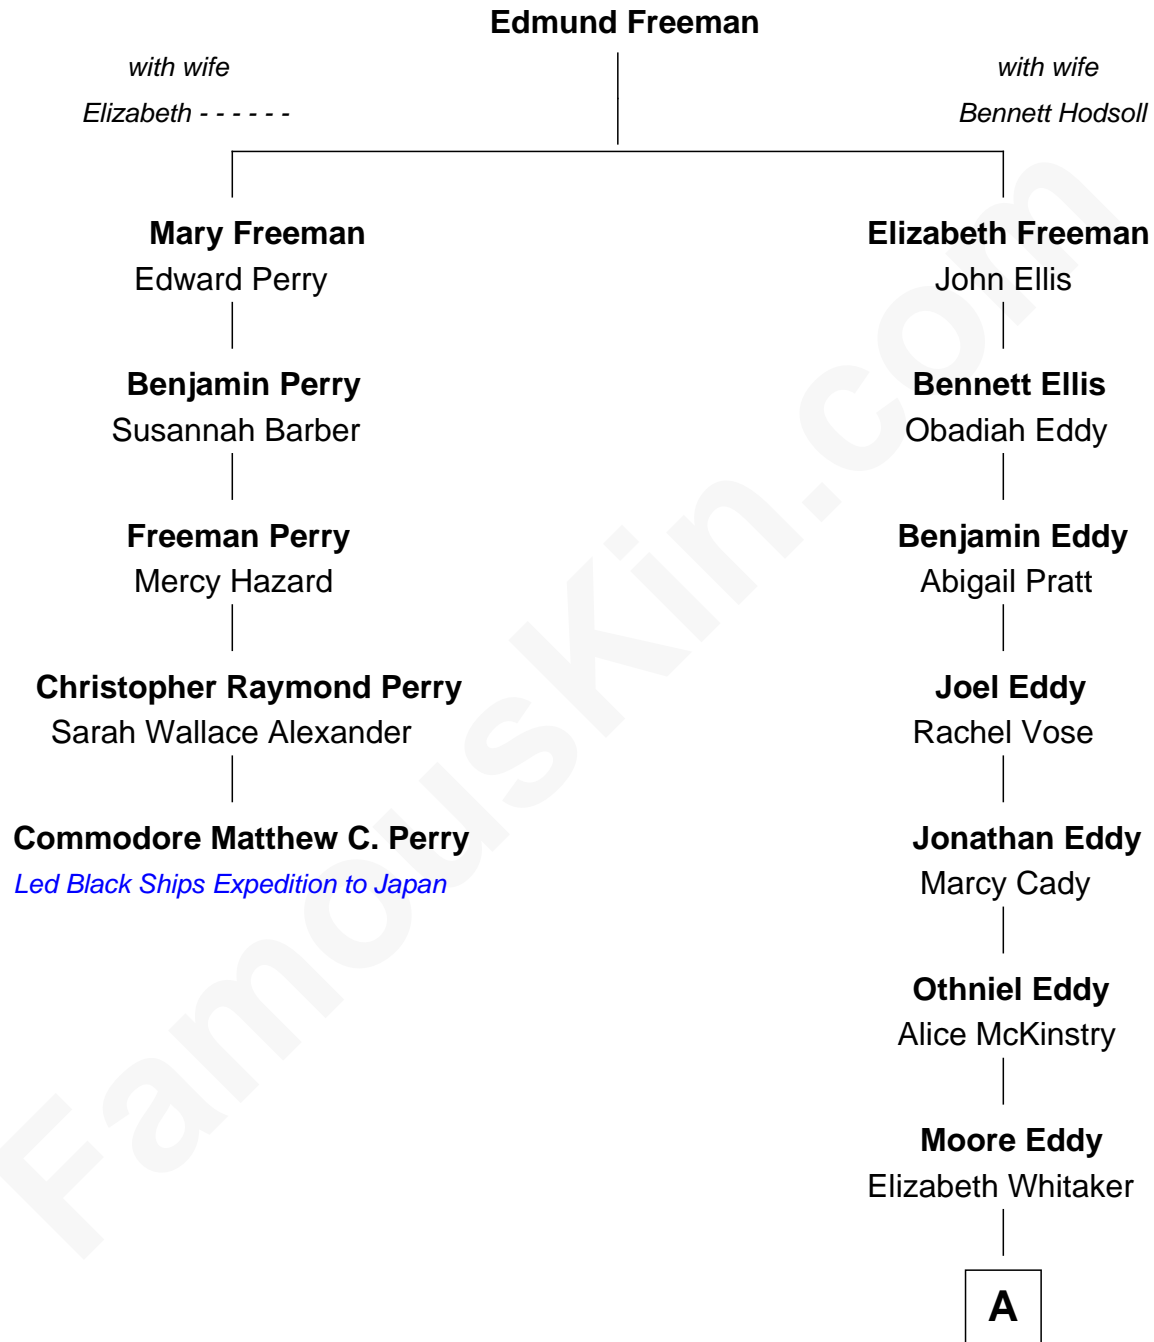 Edmund Freeman
with wife
Elizabeth - - - - - -
with wife
Bennett Hodsoll
Mary Freeman
Edward Perry
Benjamin Perry
Susannah Barber
Freeman Perry
Mercy Hazard
Christopher Raymond Perry
Sarah Wallace Alexander
Commodore Matthew C. Perry
Led Black Ships Expedition to Japan
Elizabeth Freeman
John Ellis
Bennett Ellis
Obadiah Eddy
Benjamin Eddy
Abigail Pratt
Joel Eddy
Rachel Vose
Jonathan Eddy
Marcy Cady
Othniel Eddy
Alice McKinstry
Moore Eddy
Elizabeth Whitaker
A
FamousKin.com